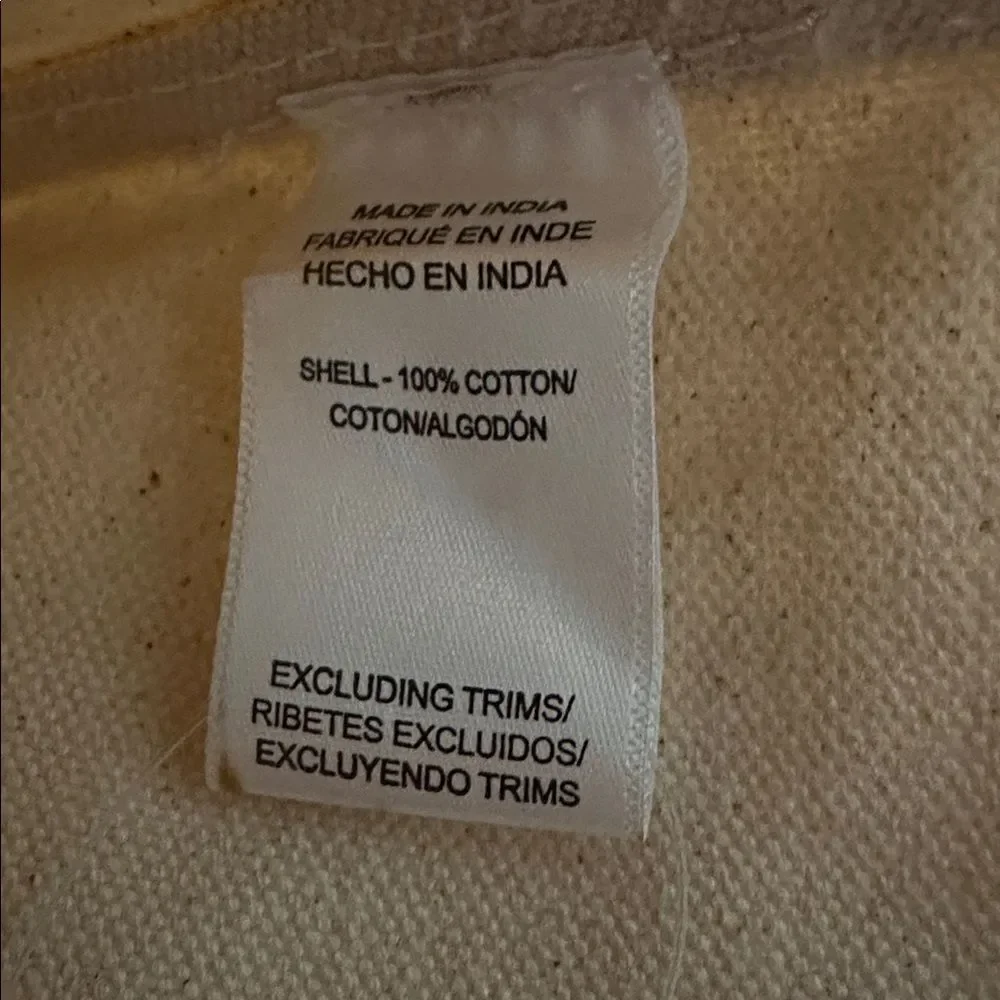 MADE IN INDIA
FABRIQUÉ EN INDE
HECHO EN INDIA
SHELL - 100% COTTON/
COTON/ALGODÓN
EXCLUDING TRIMS/
RIBETES EXCLUIDOS/
EXCLUYENDO TRIMS